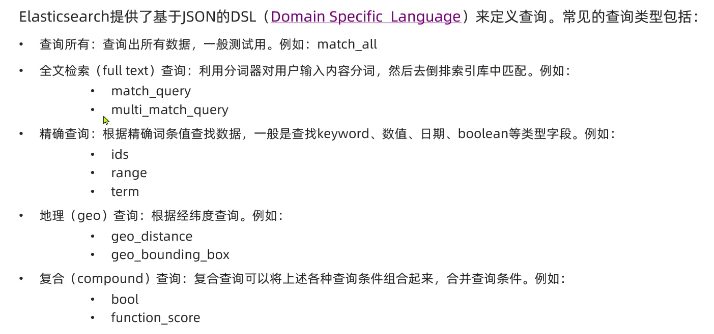 Elasticsearch提供了基于JSON的DSL（Domain Specific Language）来定义查询。常见的查询类型包括：
• 查询所有：查询出所有数据，一般测试用。例如：match_all
• 全文检索（full text）查询：利用分词器对用户输入内容分词，然后去倒排索引库中匹配。例如：
• match_query
• multi_match_query
• 精确查询：根据精确词条值查找数据，一般是查找keyword、数值、日期、boolean等类型字段。例如：
• ids
• range
• term
• 地理（geo）查询：根据经纬度查询。例如：
• geo_distance
• geo_bounding_box
• 复合（compound）查询：复合查询可以将上述各种查询条件组合起来，合并查询条件。例如：
• bool
• function_score